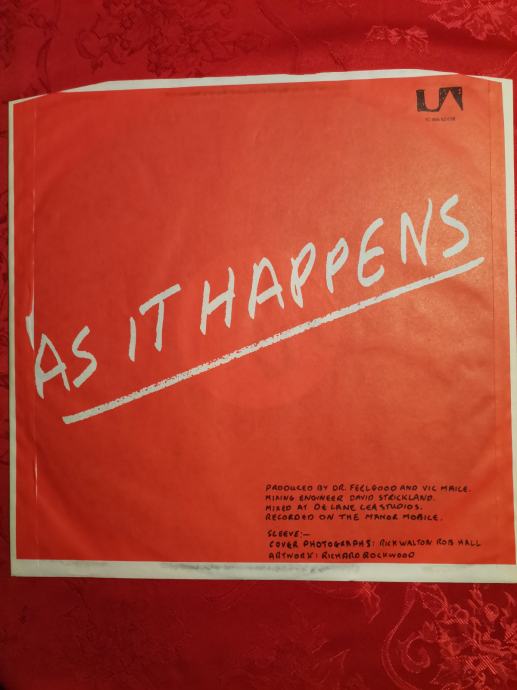 UA
'AS IT HAPPENS
PRODUCED BY DR. FEELGOOD AND VIC MAILE.
MIXING ENGINEER DAVID STRICKLAND.
MIXED AT DE LANE LEA STUDIOS.
RECORDED ON THE MANOR MOBILE.
SLEEVE:—
COVER PHOTOGRAPHS: RICK WALTON ROB HALL
ARTWORK: RICHARD ROCKWOOD